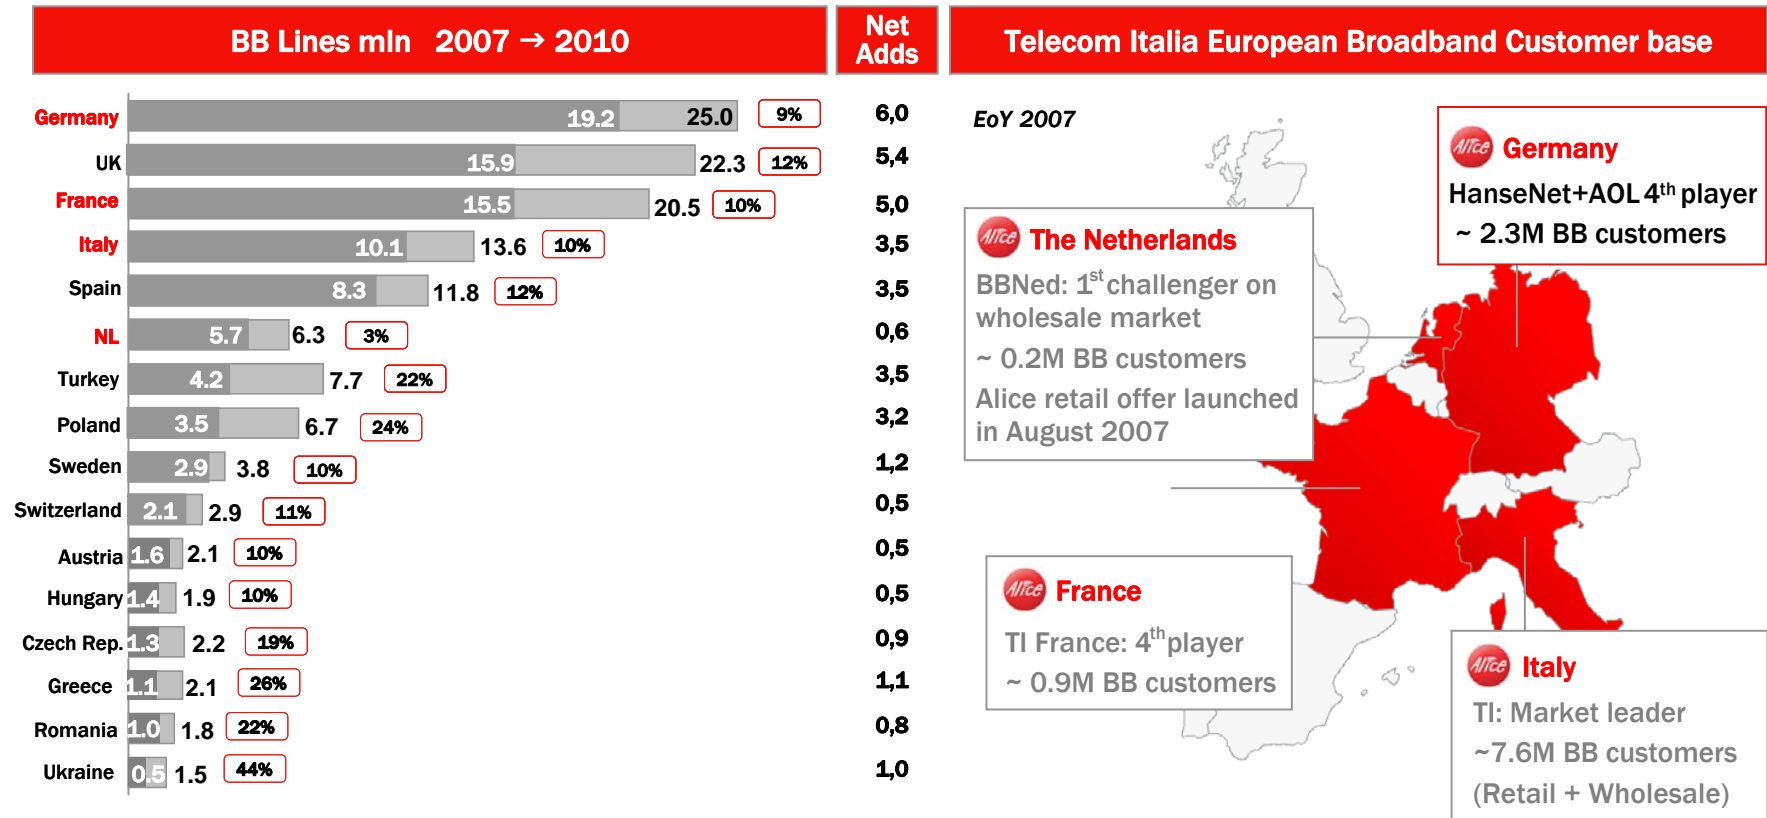 BB Lines mln 2007 → 2010
Net
Adds
Telecom Italia European Broadband Customer base
Germany 19.2 25.0 9% 6,0
UK 15.9 22.3 12% 5,4
France 15.5 20.5 10% 5,0
Italy 10.1 13.6 10% 3,5
Spain 8.3 11.8 12% 3,5
NL 5.7 6.3 3% 0,6
Turkey 4.2 7.7 22% 3,5
Poland 3.5 6.7 24% 3,2
Sweden 2.9 3.8 10% 1,2
Switzerland 2.1 2.9 11% 0,5
Austria 1.6 2.1 10% 0,5
Hungary 1.4 1.9 10% 0,5
Czech Rep. 1.3 2.2 19% 0,9
Greece 1.1 2.1 26% 1,1
Romania 1.0 1.8 22% 0,8
Ukraine 0.5 1.5 44% 1,0
EoY 2007
Alice Germany
HanseNet+AOL 4th player
~ 2.3M BB customers
Alice The Netherlands
BBNed: 1st challenger on
wholesale market
~ 0.2M BB customers
Alice retail offer launched
in August 2007
Alice France
TI France: 4th player
~ 0.9M BB customers
Alice Italy
TI: Market leader
~7.6M BB customers
(Retail + Wholesale)